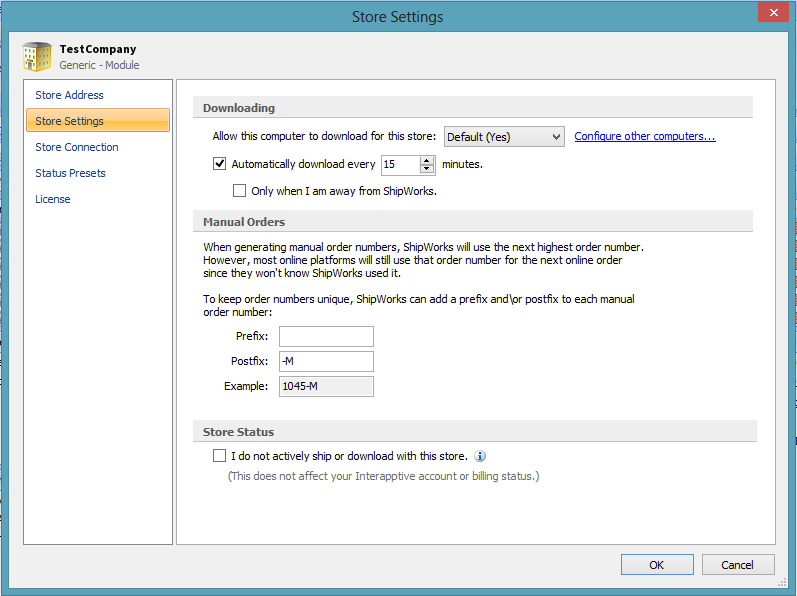 Store Settings
TestCompany
Generic - Module
Store Address
Store Settings
Store Connection
Status Presets
License
Downloading
Allow this computer to download for this store: Default (Yes) Configure other computers...
Automatically download every 15 minutes.
Only when I am away from ShipWorks.
Manual Orders
When generating manual order numbers, ShipWorks will use the next highest order number.
However, most online platforms will still use that order number for the next online order
since they won't know ShipWorks used it.
To keep order numbers unique, ShipWorks can add a prefix and\or postfix to each manual
order number:
Prefix:
Postfix: -M
Example: 1045-M
Store Status
I do not actively ship or download with this store.
(This does not affect your Interapptive account or billing status.)
OK Cancel